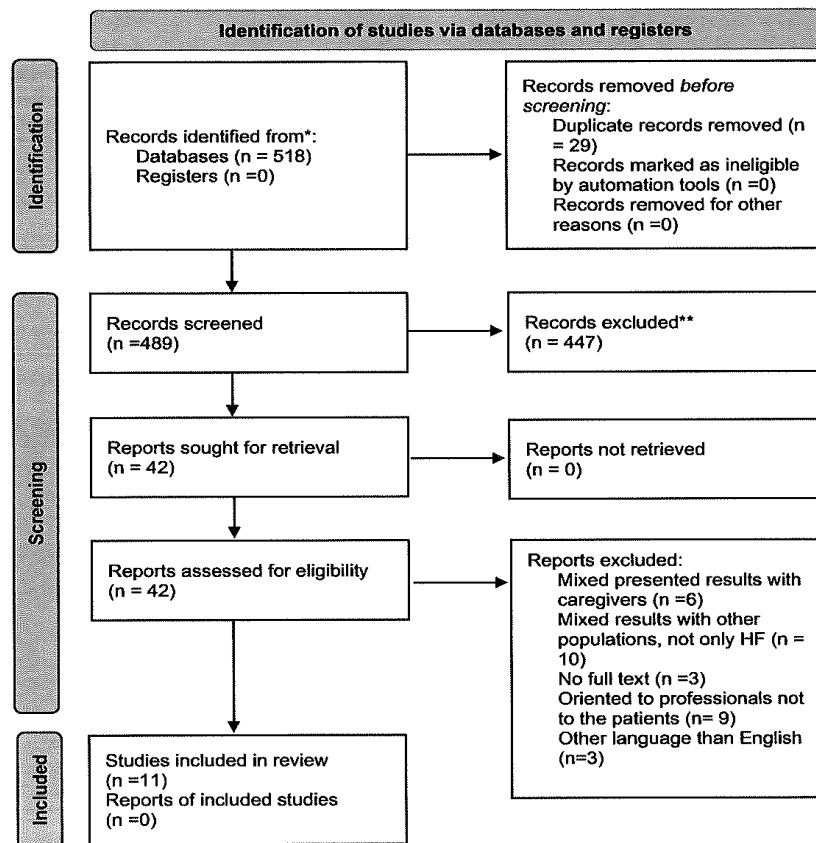 Identification of studies via databases and registers
Identification
Records identified from*:
Databases (n = 518)
Registers (n =0)
Records removed before
screening:
Duplicate records removed (n
= 29)
Records marked as ineligible
by automation tools (n =0)
Records removed for other
reasons (n =0)
Screening
Records screened
(n =489)
Records excluded**
(n = 447)
Reports sought for retrieval
(n = 42)
Reports not retrieved
(n = 0)
Reports assessed for eligibility
(n = 42)
Reports excluded:
Mixed presented results with
caregivers (n =6)
Mixed results with other
populations, not only HF (n =
10)
No full text (n =3)
Oriented to professionals not
to the patients (n= 9)
Other language than English
(n=3)
Included
Studies included in review
(n =11)
Reports of included studies
(n =0)